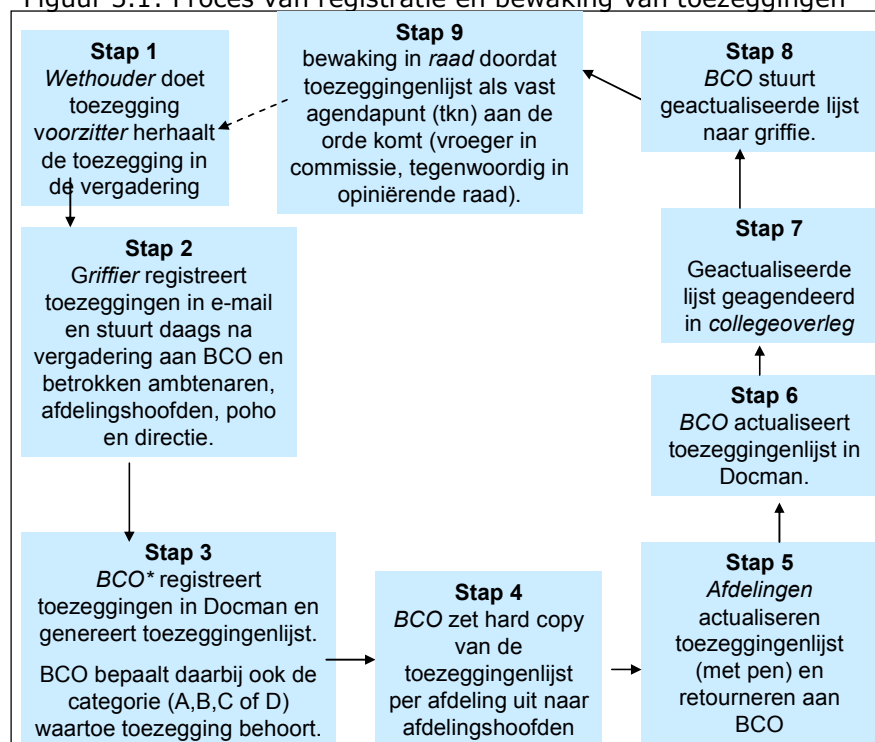 Figuur 3.1: Proces van registratie en bewaking van toezeggingen
Stap 1
Wethouder doet
toezegging
voorzitter herhaalt
de toezegging in
de vergadering
Stap 2
Griffier registreert
toezeggingen in e-mail
en stuurt daags na
vergadering aan BCO en
betrokken ambtenaren,
afdelingshoofden, poho
en directie.
Stap 3
BCO* registreert
toezeggingen in Docman en
genereert toezeggingenlijst.
BCO bepaalt daarbij ook de
categorie (A,B,C of D)
waartoe toezegging behoort.
Stap 4
BCO zet hard copy
van de
toezeggingenlijst
per afdeling uit naar
afdelingshoofden
Stap 5
Afdelingen
actualiseren
toezeggingenlijst
(met pen) en
retourneren aan
BCO
Stap 6
BCO actualiseert
toezeggingenlijst in
Docman.
Stap 7
Geactualiseerde
lijst geagendeerd
in collegeoverleg
Stap 8
BCO stuurt
geactualiseerde lijst
naar griffie.
Stap 9
bewaking in raad doordat
toezeggingenlijst als vast
agendapunt (tkn) aan de
orde komt (vroeger in
commissie, tegenwoordig in
opiniërende raad).